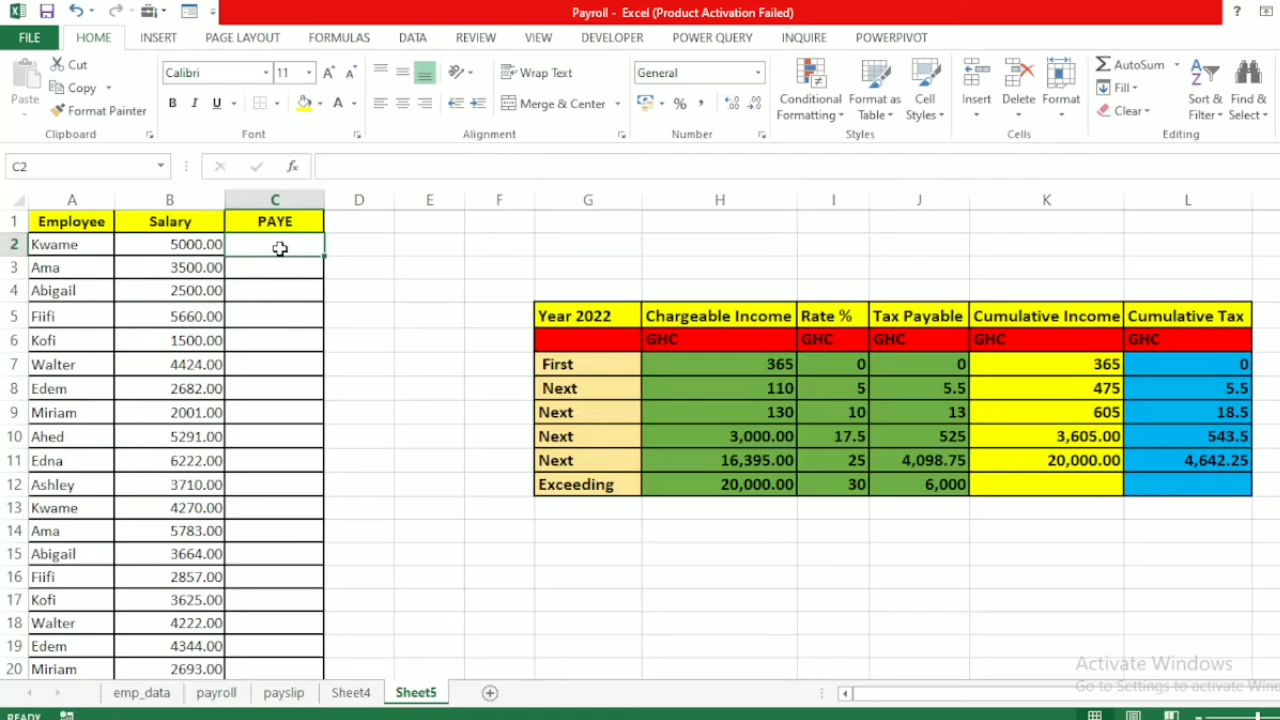 Payroll - Excel (Product Activation Failed)
FILE HOME INSERT PAGE LAYOUT FORMULAS DATA REVIEW VIEW DEVELOPER POWER QUERY INQUIRE POWERPIVOT
Paste
Cut
Copy
Format Painter
Clipboard
Calibri 11
B I U
Font
Wrap Text
Merge & Center
Alignment
General
Number
Conditional Formatting
Format as Table
Cell Styles
Styles
Insert Delete Format
Cells
AutoSum
Fill
Clear
Sort & Filter
Find & Select
Editing
C2 fx
A B C D E F G H I J K L
1 Employee Salary PAYE
2 Kwame 5000.00
3 Ama 3500.00
4 Abigail 2500.00
5 Fiifi 5660.00 Year 2022 Chargeable Income Rate % Tax Payable Cumulative Income Cumulative Tax
6 Kofi 1500.00 GHC GHC GHC GHC GHC
7 Walter 4424.00 First 365 0 0 365 0
8 Edem 2682.00 Next 110 5 5.5 475 5.5
9 Miriam 2001.00 Next 130 10 13 605 18.5
10 Ahed 5291.00 Next 3,000.00 17.5 525 3,605.00 543.5
11 Edna 6222.00 Next 16,395.00 25 4,098.75 20,000.00 4,642.25
12 Ashley 3710.00 Exceeding 20,000.00 30 6,000
13 Kwame 4270.00
14 Ama 5783.00
15 Abigail 3664.00
16 Fiifi 2857.00
17 Kofi 3625.00
18 Walter 4222.00
19 Edem 4344.00
20 Miriam 2693.00
Activate Windows
Go to Settings to activate Win
emp_data payroll payslip Sheet4 Sheet5
READY